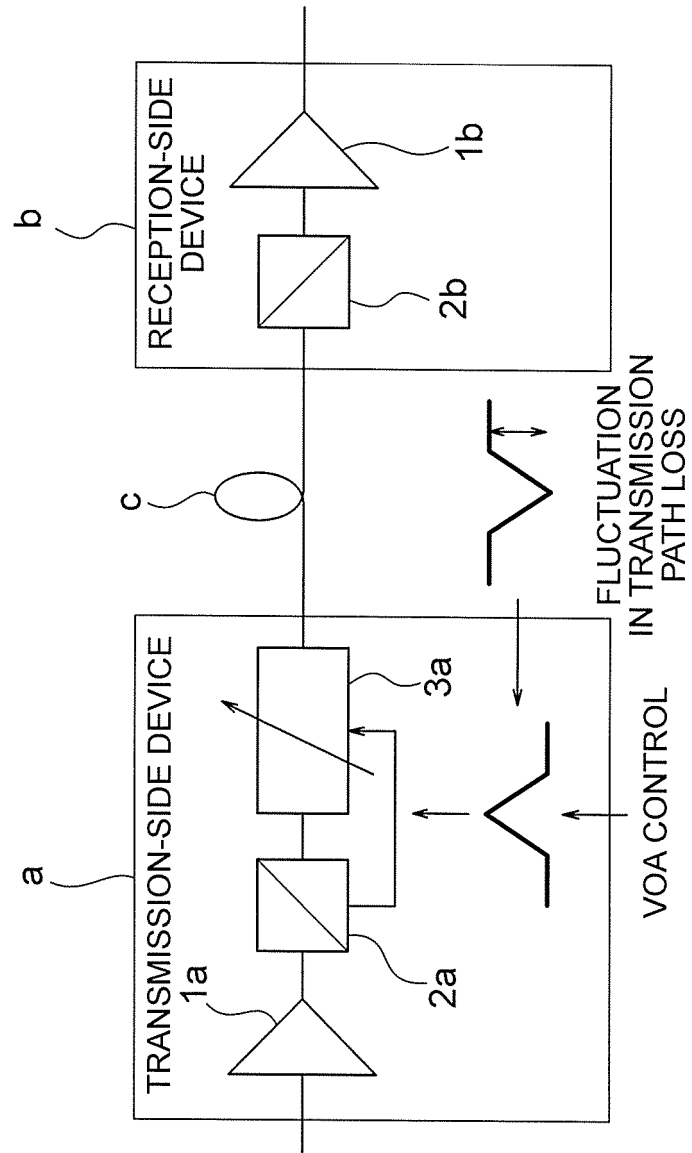 a
TRANSMISSION-SIDE DEVICE
1a
2a
3a
VOA CONTROL
c
FLUCTUATION
IN TRANSMISSION
PATH LOSS
b
RECEPTION-SIDE
DEVICE
2b
1b